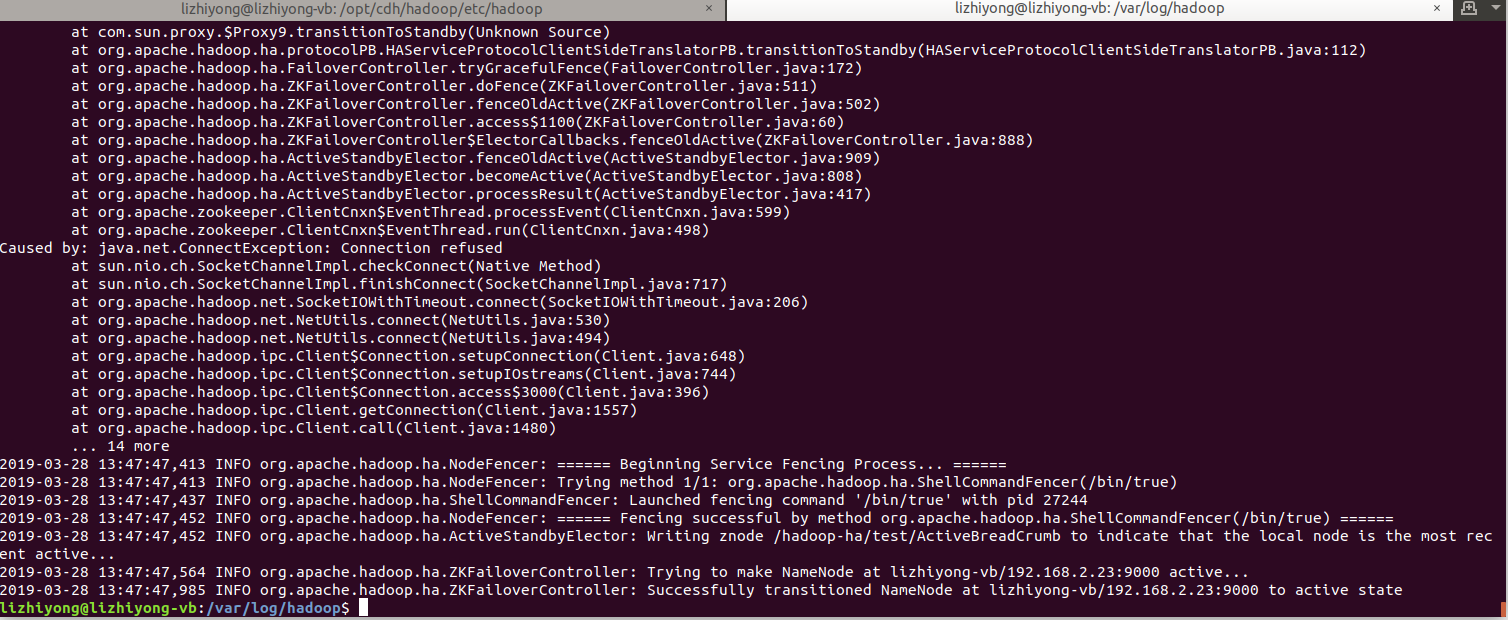 lizhiyong@lizhiyong-vb: /opt/cdh/hadoop/etc/hadoop × lizhiyong@lizhiyong-vb: /var/log/hadoop ×
at com.sun.proxy.$Proxy9.transitionToStandby(Unknown Source)
at org.apache.hadoop.ha.protocolPB.HAServiceProtocolClientSideTranslatorPB.transitionToStandby(HAServiceProtocolClientSideTranslatorPB.java:112)
at org.apache.hadoop.ha.FailoverController.tryGracefulFence(FailoverController.java:172)
at org.apache.hadoop.ha.ZKFailoverController.doFence(ZKFailoverController.java:511)
at org.apache.hadoop.ha.ZKFailoverController.fenceOldActive(ZKFailoverController.java:502)
at org.apache.hadoop.ha.ZKFailoverController.access$1100(ZKFailoverController.java:60)
at org.apache.hadoop.ha.ZKFailoverController$ElectorCallbacks.fenceOldActive(ZKFailoverController.java:888)
at org.apache.hadoop.ha.ActiveStandbyElector.fenceOldActive(ActiveStandbyElector.java:909)
at org.apache.hadoop.ha.ActiveStandbyElector.becomeActive(ActiveStandbyElector.java:808)
at org.apache.hadoop.ha.ActiveStandbyElector.processResult(ActiveStandbyElector.java:417)
at org.apache.zookeeper.ClientCnxn$EventThread.processEvent(ClientCnxn.java:599)
at org.apache.zookeeper.ClientCnxn$EventThread.run(ClientCnxn.java:498)
Caused by: java.net.ConnectException: Connection refused
at sun.nio.ch.SocketChannelImpl.checkConnect(Native Method)
at sun.nio.ch.SocketChannelImpl.finishConnect(SocketChannelImpl.java:717)
at org.apache.hadoop.net.SocketIOWithTimeout.connect(SocketIOWithTimeout.java:206)
at org.apache.hadoop.net.NetUtils.connect(NetUtils.java:530)
at org.apache.hadoop.net.NetUtils.connect(NetUtils.java:494)
at org.apache.hadoop.ipc.Client$Connection.setupConnection(Client.java:648)
at org.apache.hadoop.ipc.Client$Connection.setupIOstreams(Client.java:744)
at org.apache.hadoop.ipc.Client$Connection.access$3000(Client.java:396)
at org.apache.hadoop.ipc.Client.getConnection(Client.java:1557)
at org.apache.hadoop.ipc.Client.call(Client.java:1480)
... 14 more
2019-03-28 13:47:47,413 INFO org.apache.hadoop.ha.NodeFencer: ====== Beginning Service Fencing Process... ======
2019-03-28 13:47:47,413 INFO org.apache.hadoop.ha.NodeFencer: Trying method 1/1: org.apache.hadoop.ha.ShellCommandFencer(/bin/true)
2019-03-28 13:47:47,437 INFO org.apache.hadoop.ha.ShellCommandFencer: Launched fencing command '/bin/true' with pid 27244
2019-03-28 13:47:47,452 INFO org.apache.hadoop.ha.NodeFencer: ====== Fencing successful by method org.apache.hadoop.ha.ShellCommandFencer(/bin/true) ======
2019-03-28 13:47:47,452 INFO org.apache.hadoop.ha.ActiveStandbyElector: Writing znode /hadoop-ha/test/ActiveBreadCrumb to indicate that the local node is the most rec
ent active...
2019-03-28 13:47:47,564 INFO org.apache.hadoop.ha.ZKFailoverController: Trying to make NameNode at lizhiyong-vb/192.168.2.23:9000 active...
2019-03-28 13:47:47,985 INFO org.apache.hadoop.ha.ZKFailoverController: Successfully transitioned NameNode at lizhiyong-vb/192.168.2.23:9000 to active state
lizhiyong@lizhiyong-vb:/var/log/hadoop$